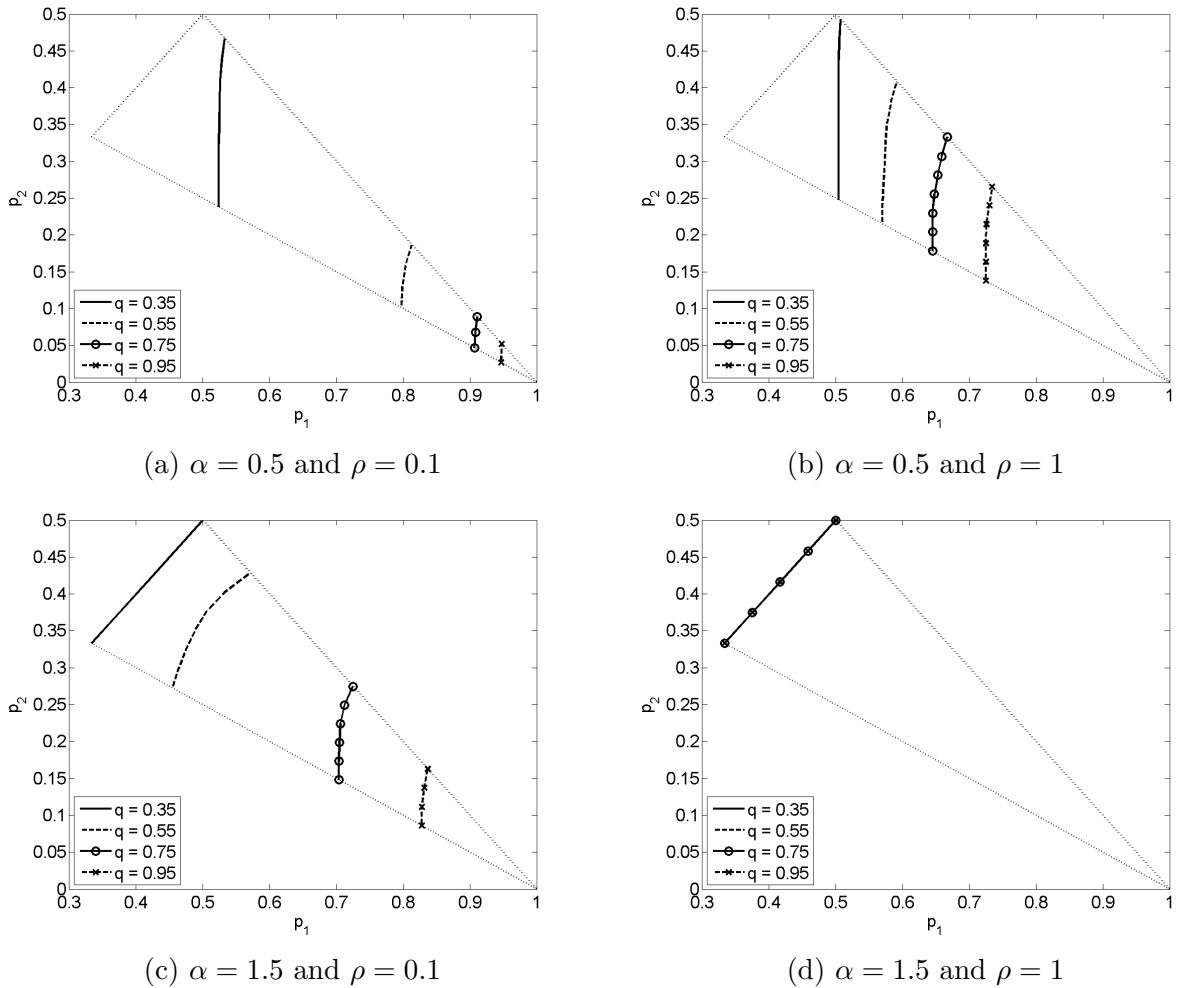 0.5
0.45
0.4
0.35
0.3
0.25
0.2
0.15
0.1
0.05
0
p2
q = 0.35
q = 0.55
q = 0.75
q = 0.95
0.3 0.4 0.5 0.6 0.7 0.8 0.9 1
p1
(a) α = 0.5 and ρ = 0.1
0.5
0.45
0.4
0.35
0.3
0.25
0.2
0.15
0.1
0.05
0
p2
q = 0.35
q = 0.55
q = 0.75
q = 0.95
0.3 0.4 0.5 0.6 0.7 0.8 0.9 1
p1
(b) α = 0.5 and ρ = 1
0.5
0.45
0.4
0.35
0.3
0.25
0.2
0.15
0.1
0.05
0
p2
q = 0.35
q = 0.55
q = 0.75
q = 0.95
0.3 0.4 0.5 0.6 0.7 0.8 0.9 1
p1
(c) α = 1.5 and ρ = 0.1
0.5
0.45
0.4
0.35
0.3
0.25
0.2
0.15
0.1
0.05
0
p2
q = 0.35
q = 0.55
q = 0.75
q = 0.95
0.3 0.4 0.5 0.6 0.7 0.8 0.9 1
p1
(d) α = 1.5 and ρ = 1